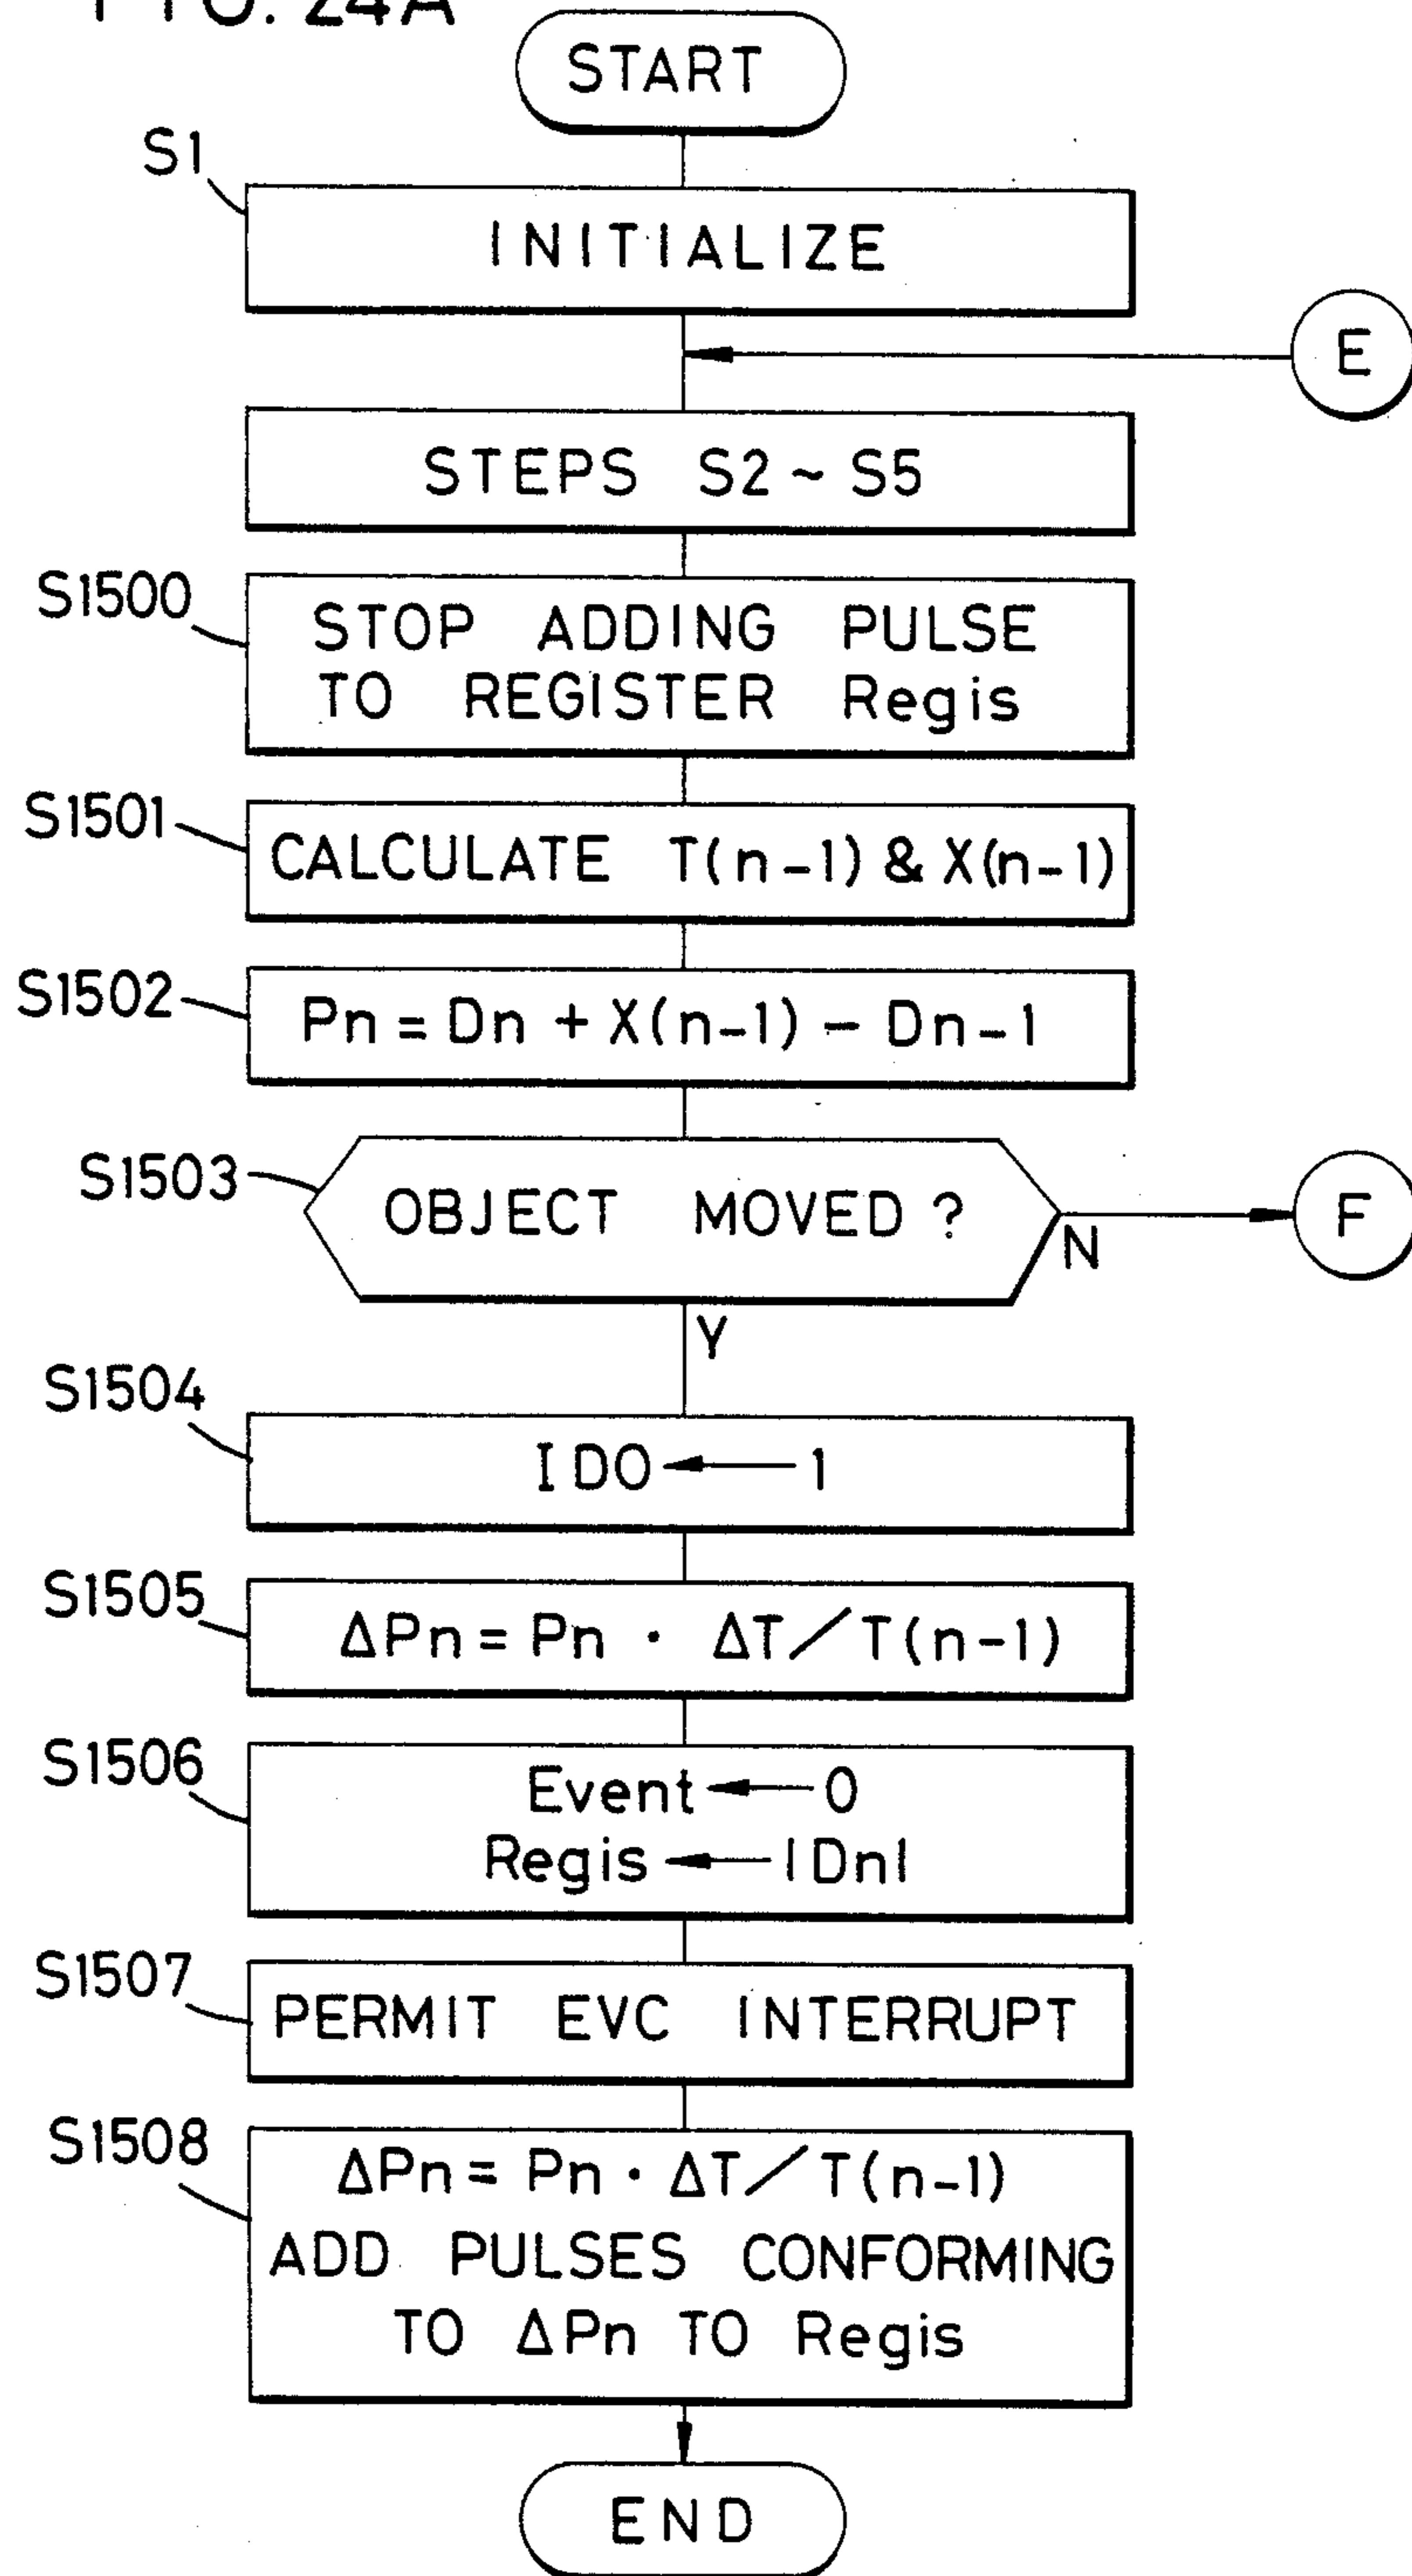 FIG. 24A
START
S1
INITIALIZE
E
STEPS S2 ~ S5
S1500
STOP ADDING PULSE
TO REGISTER Regis
S1501
CALCULATE T(n-1) & X(n-1)
S1502
Pn = Dn + X(n-1) - Dn-1
S1503
OBJECT MOVED ?
N
F
Y
S1504
IDO ← 1
S1505
ΔPn = Pn · ΔT / T(n-1)
S1506
Event ← 0
Regis ← |Dn|
S1507
PERMIT EVC INTERRUPT
S1508
ΔPn = Pn · ΔT / T(n-1)
ADD PULSES CONFORMING
TO ΔPn TO Regis
END